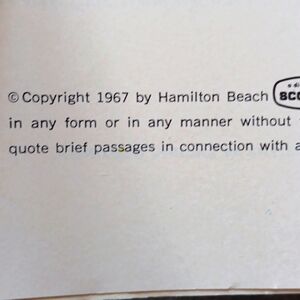 © Copyright 1967 by Hamilton Beach
in any form or in any manner without
quote brief passages in connection with